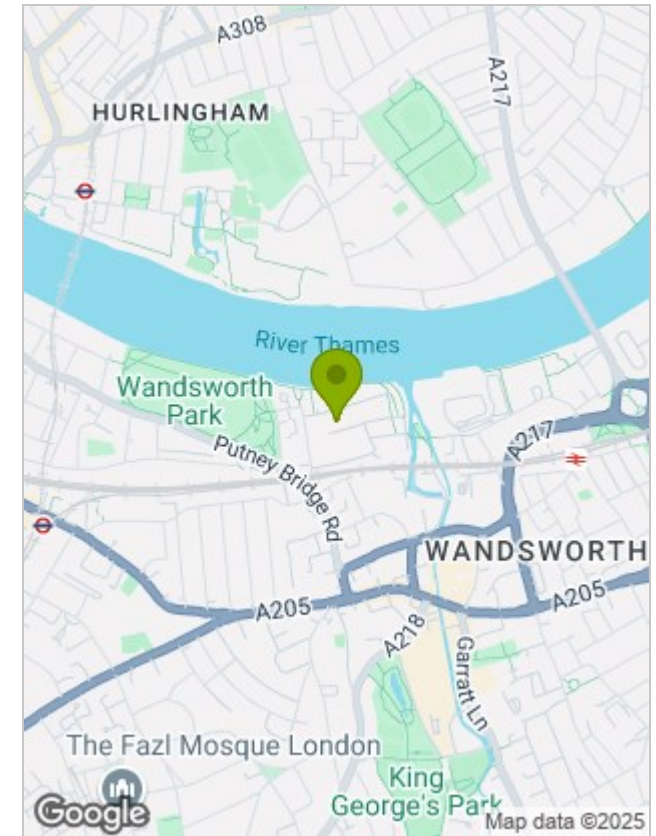 A308
A217
HURLINGHAM
River Thames
Wandsworth
Park
A217
Putney Bridge Rd
WANDSWORTH
A205
A205
A218
Garratt Ln
The Fazl Mosque London
King
George's Park
Google
Map data ©2025